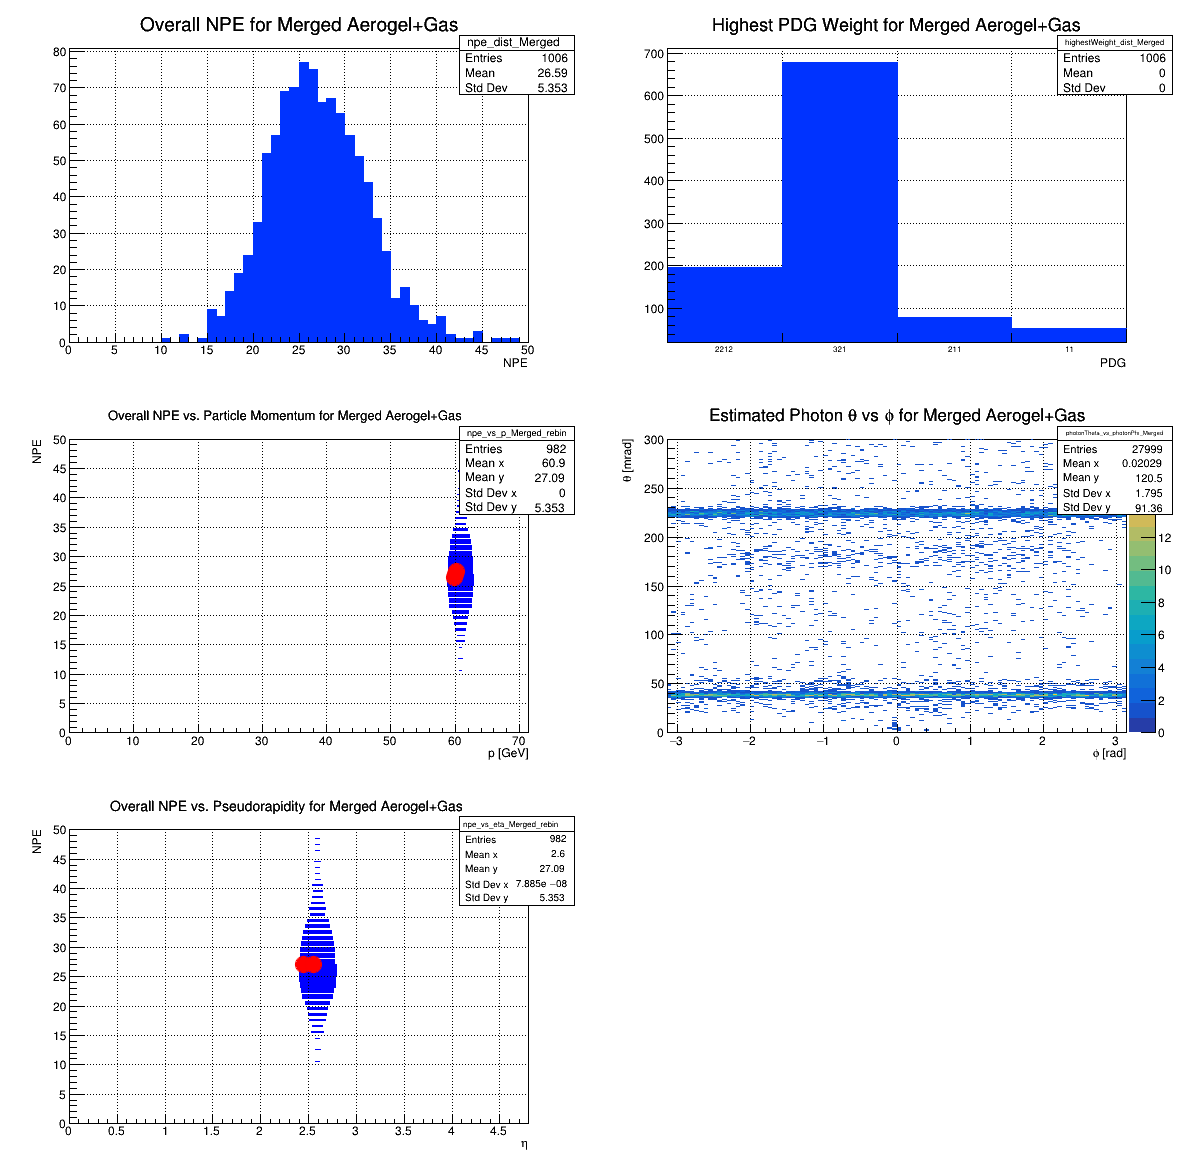 Overall NPE for Merged Aerogel+Gas
npe_dist_Merged
Entries 1006
Mean 26.59
Std Dev 5.353
80
70
60
50
40
30
20
10
0
0 5 10 15 20 25 30 35 40 45 50
NPE
Highest PDG Weight for Merged Aerogel+Gas
highestWeight_dist_Merged
Entries 1006
Mean 0
Std Dev 0
700
600
500
400
300
200
100
2212 321 211 11
PDG
Overall NPE vs. Particle Momentum for Merged Aerogel+Gas
npe_vs_p_Merged_rebin
Entries 982
Mean x 60.9
Mean y 27.09
Std Dev x 0
Std Dev y 5.353
NPE
50
45
40
35
30
25
20
15
10
5
0
0 10 20 30 40 50 60 70
p [GeV]
Estimated Photon θ vs ϕ for Merged Aerogel+Gas
photonTheta_vs_photonPhi_Merged
Entries 27999
Mean x 0.02029
Mean y 120.5
Std Dev x 1.795
Std Dev y 91.36
θ [mrad]
300
250
200
150
100
50
0
−3 −2 −1 0 1 2 3
ϕ [rad]
12
10
8
6
4
2
0
Overall NPE vs. Pseudorapidity for Merged Aerogel+Gas
npe_vs_eta_Merged_rebin
Entries 982
Mean x 2.6
Mean y 27.09
Std Dev x 7.885e −08
Std Dev y 5.353
NPE
50
45
40
35
30
25
20
15
10
5
0
0 0.5 1 1.5 2 2.5 3 3.5 4 4.5
η